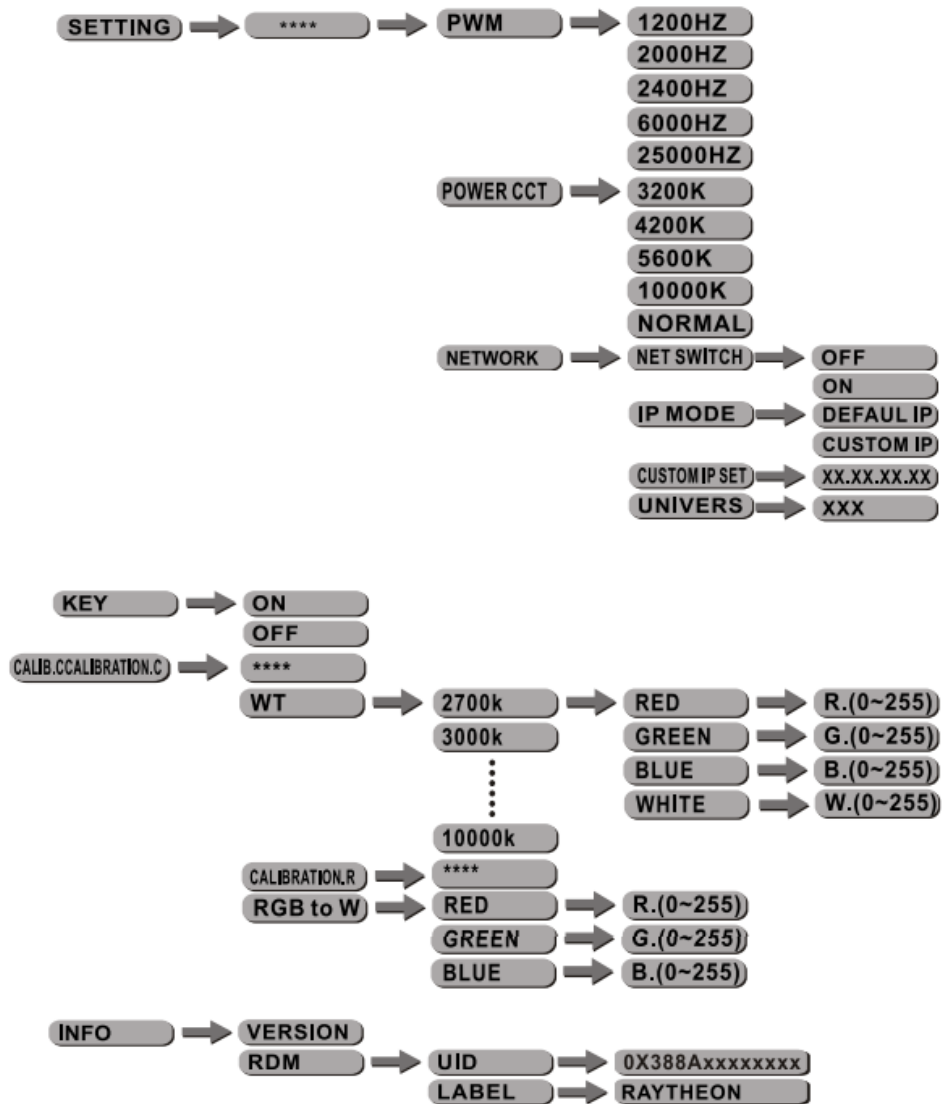 SETTING **** PWM 1200HZ
2000HZ
2400HZ
6000HZ
25000HZ
POWER CCT 3200K
4200K
5600K
10000K
NORMAL
NETWORK NET SWITCH OFF
ON
IP MODE DEFAUL IP
CUSTOM IP
CUSTOM IP SET XX.XX.XX.XX
UNIVERS XXX
KEY ON
OFF
CALIB.CCALIBRATION.C ****
WT 2700k RED R.(0~255)
3000k GREEN G.(0~255)
BLUE B.(0~255)
WHITE W.(0~255)
10000k
CALIBRATION.R ****
RGB to W RED R.(0~255)
GREEN G.(0~255)
BLUE B.(0~255)
INFO VERSION
RDM UID 0X388Axxxxxxxx
LABEL RAYTHEON